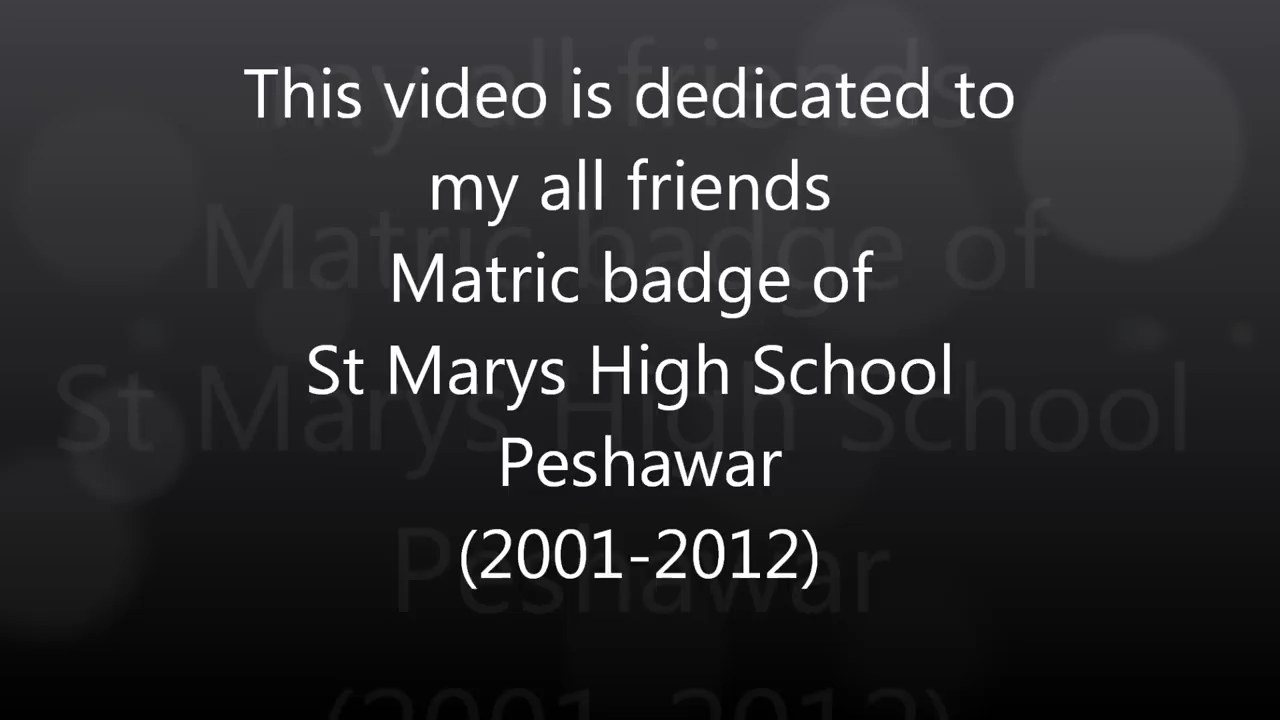 This video is dedicated to
my all friends
Matric badge of
St Marys High School
Peshawar
(2001-2012)